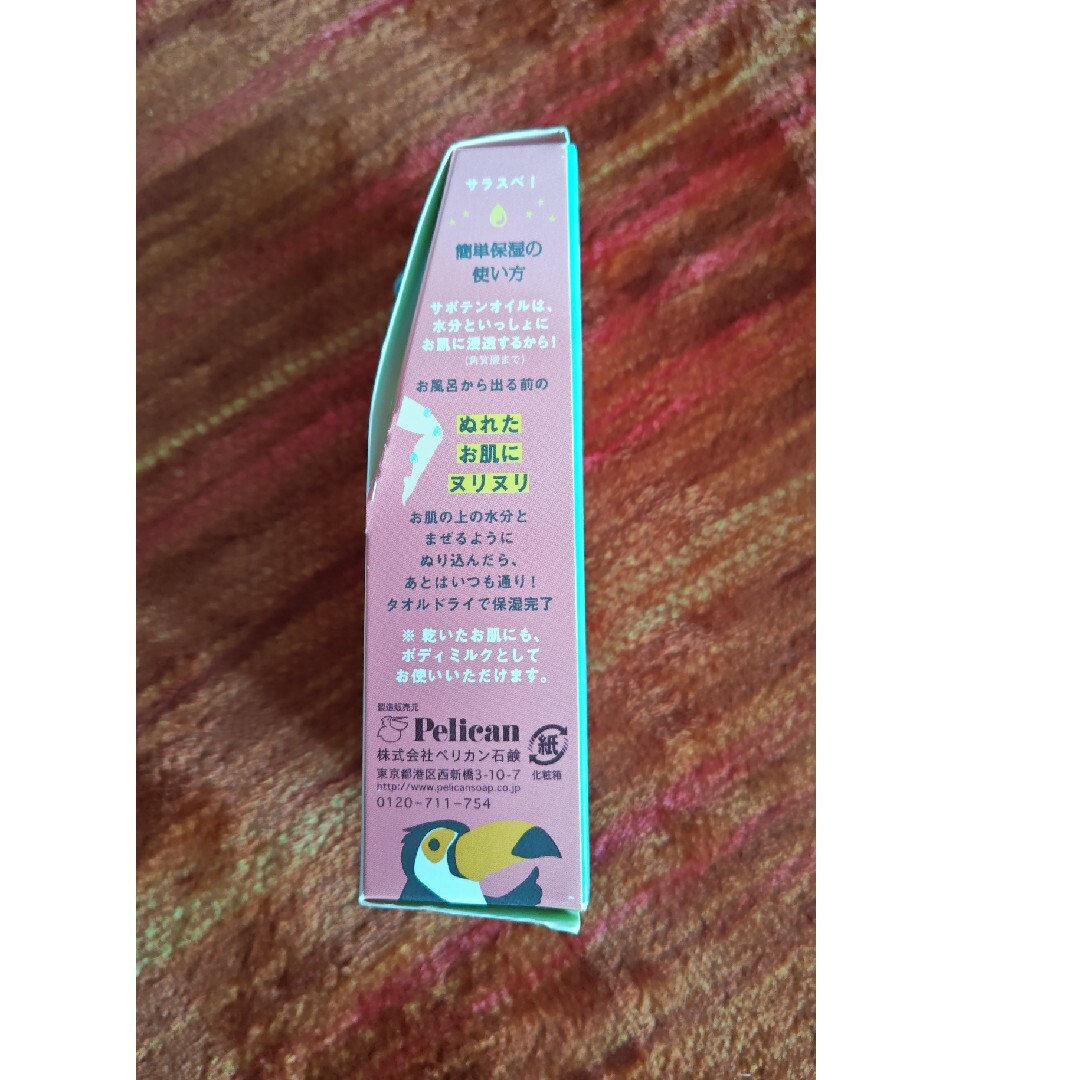 サラスベ！
簡単保湿の
使い方
サボテンオイルは、
水分といっしょに
お肌に浸透するから！
(角質層まで)
お風呂から出る前の
ぬれた
お肌に
ヌリヌリ
お肌の上の水分と
まぜるように
ぬり込んだら、
あとはいつも通り！
タオルドライで保湿完了
※ 乾いたお肌にも、
ボディミルクとして
お使いいただけます。
製造販売元
Pelican
株式会社ペリカン石鹸
東京都港区西新橋3-10-7
http://www.pelicansoap.co.jp
0120-711-754
紙
化粧箱